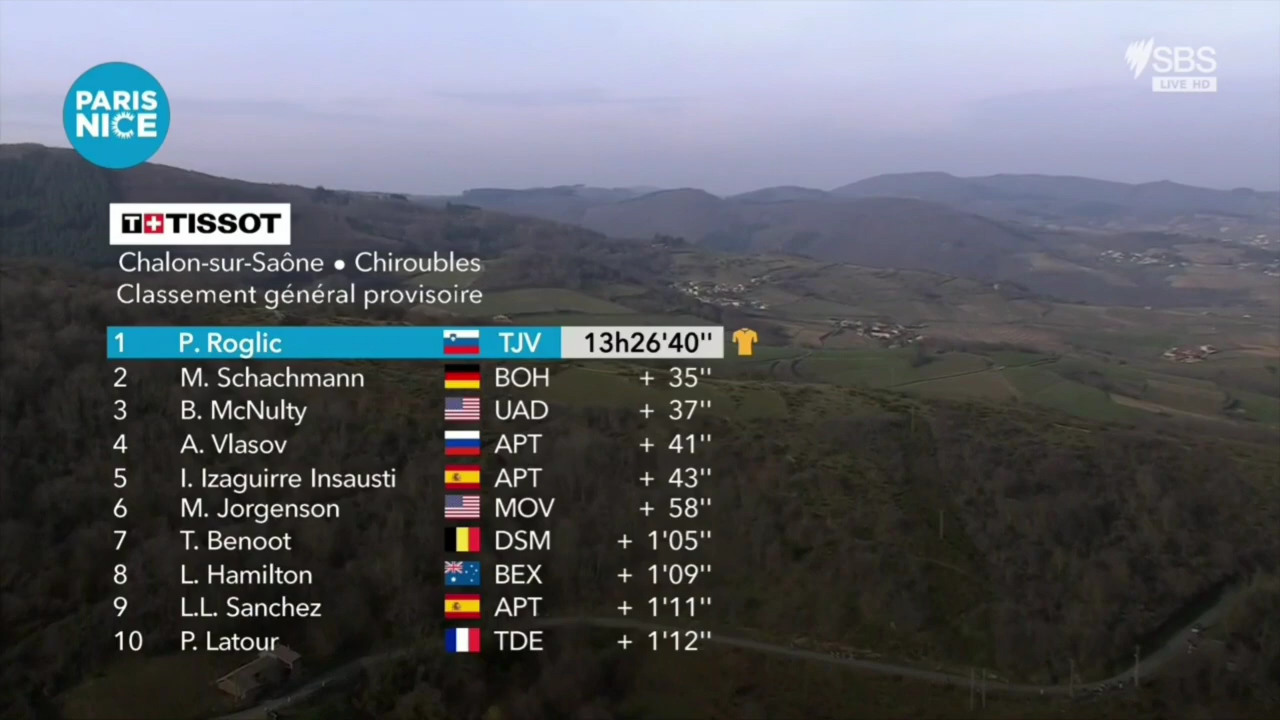 SBS
LIVE HD
PARIS
NICE
T+TISSOT
Chalon-sur-Saône • Chiroubles
Classement général provisoire
1 P. Roglic TJV 13h26'40''
2 M. Schachmann BOH + 35''
3 B. McNulty UAD + 37''
4 A. Vlasov APT + 41''
5 I. Izaguirre Insausti APT + 43''
6 M. Jorgenson MOV + 58''
7 T. Benoot DSM + 1'05''
8 L. Hamilton BEX + 1'09''
9 L.L. Sanchez APT + 1'11''
10 P. Latour TDE + 1'12''